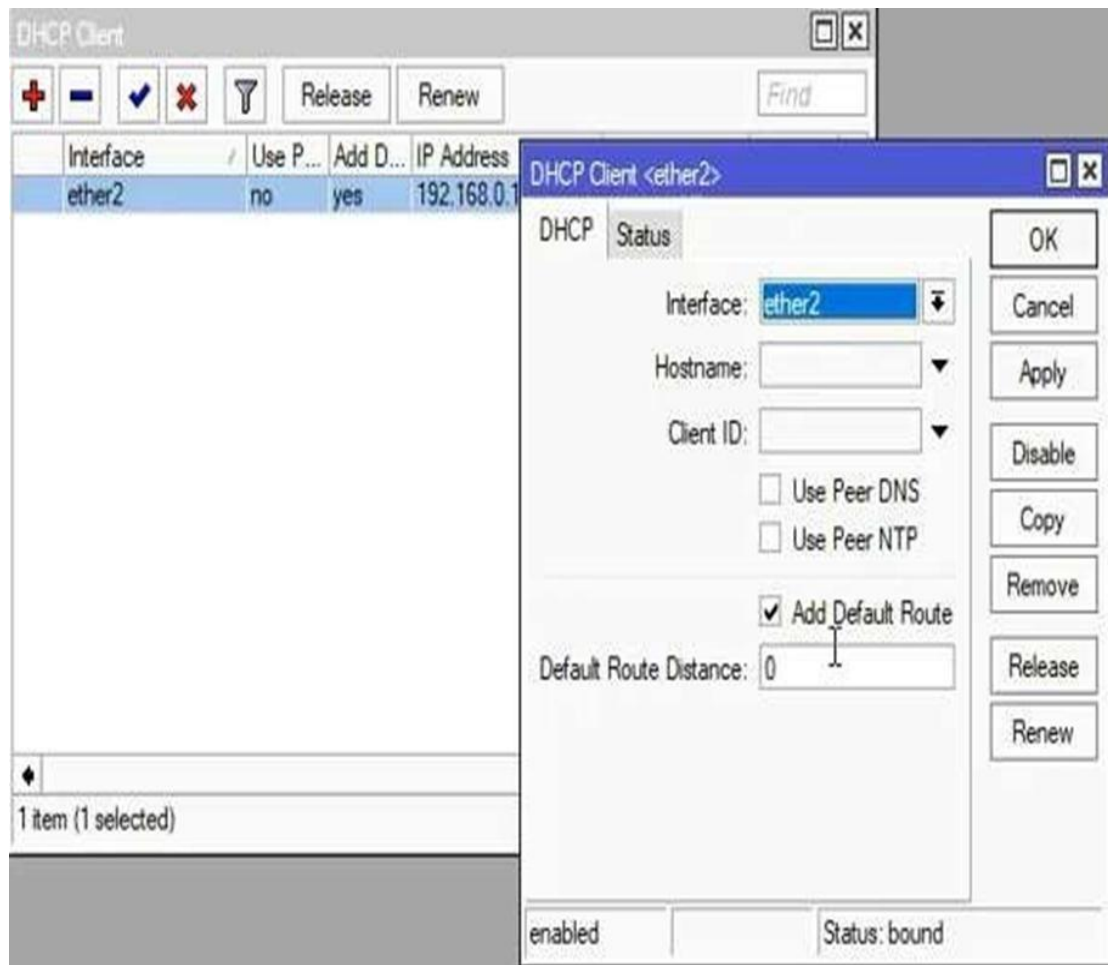 DHCP Client
Release Renew Find
Interface Use P... Add D... IP Address
ether2 no yes 192.168.0.1
1 item (1 selected)
DHCP Client <ether2>
DHCP Status
Interface: ether2
Hostname:
Client ID:
Use Peer DNS
Use Peer NTP
Add Default Route
Default Route Distance: 0
OK
Cancel
Apply
Disable
Copy
Remove
Release
Renew
enabled Status: bound